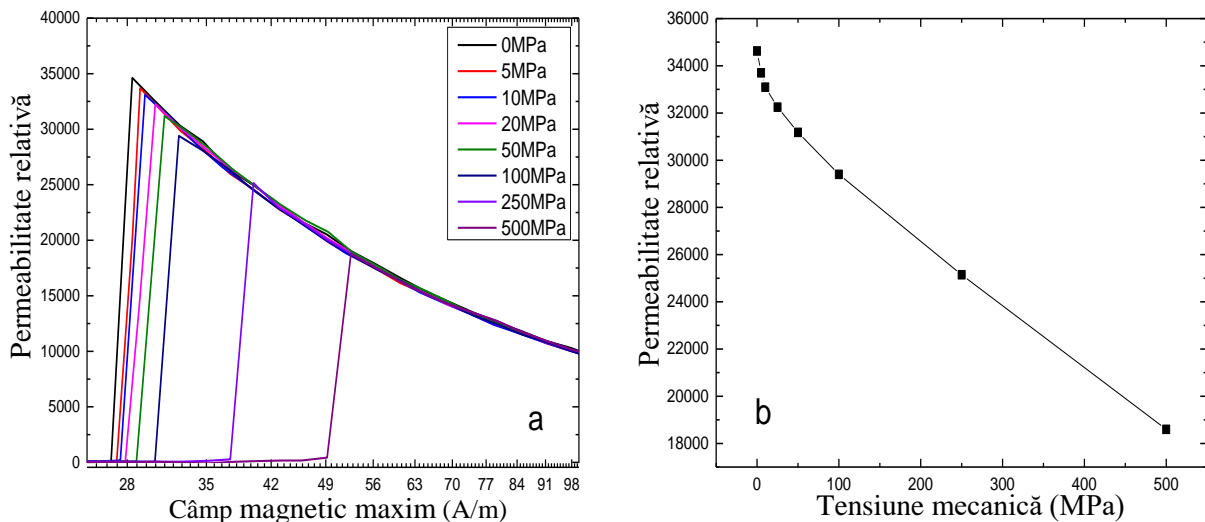 40000
35000
30000
25000
20000
15000
10000
5000
0
Permeabilitate relativă
0MPa
5MPa
10MPa
20MPa
50MPa
100MPa
250MPa
500MPa
a
28 35 42 49 56 63 70 77 84 91 98
Câmp magnetic maxim (A/m)
36000
34000
32000
30000
28000
26000
24000
22000
20000
18000
Permeabilitate relativă
b
0 100 200 300 400 500
Tensiune mecanică (MPa)